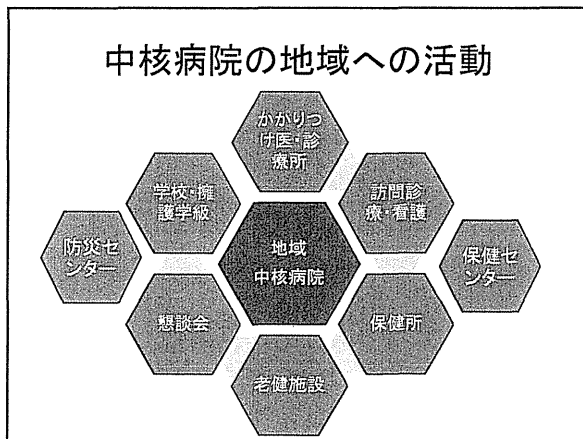 中核病院の地域への活動
かかりつ
け医・診
療所
学校・擁
護学級
訪問診
療・看護
防災セ
ンター
地域
中核病院
保健セ
ンター
懇談会
保健所
老健施設